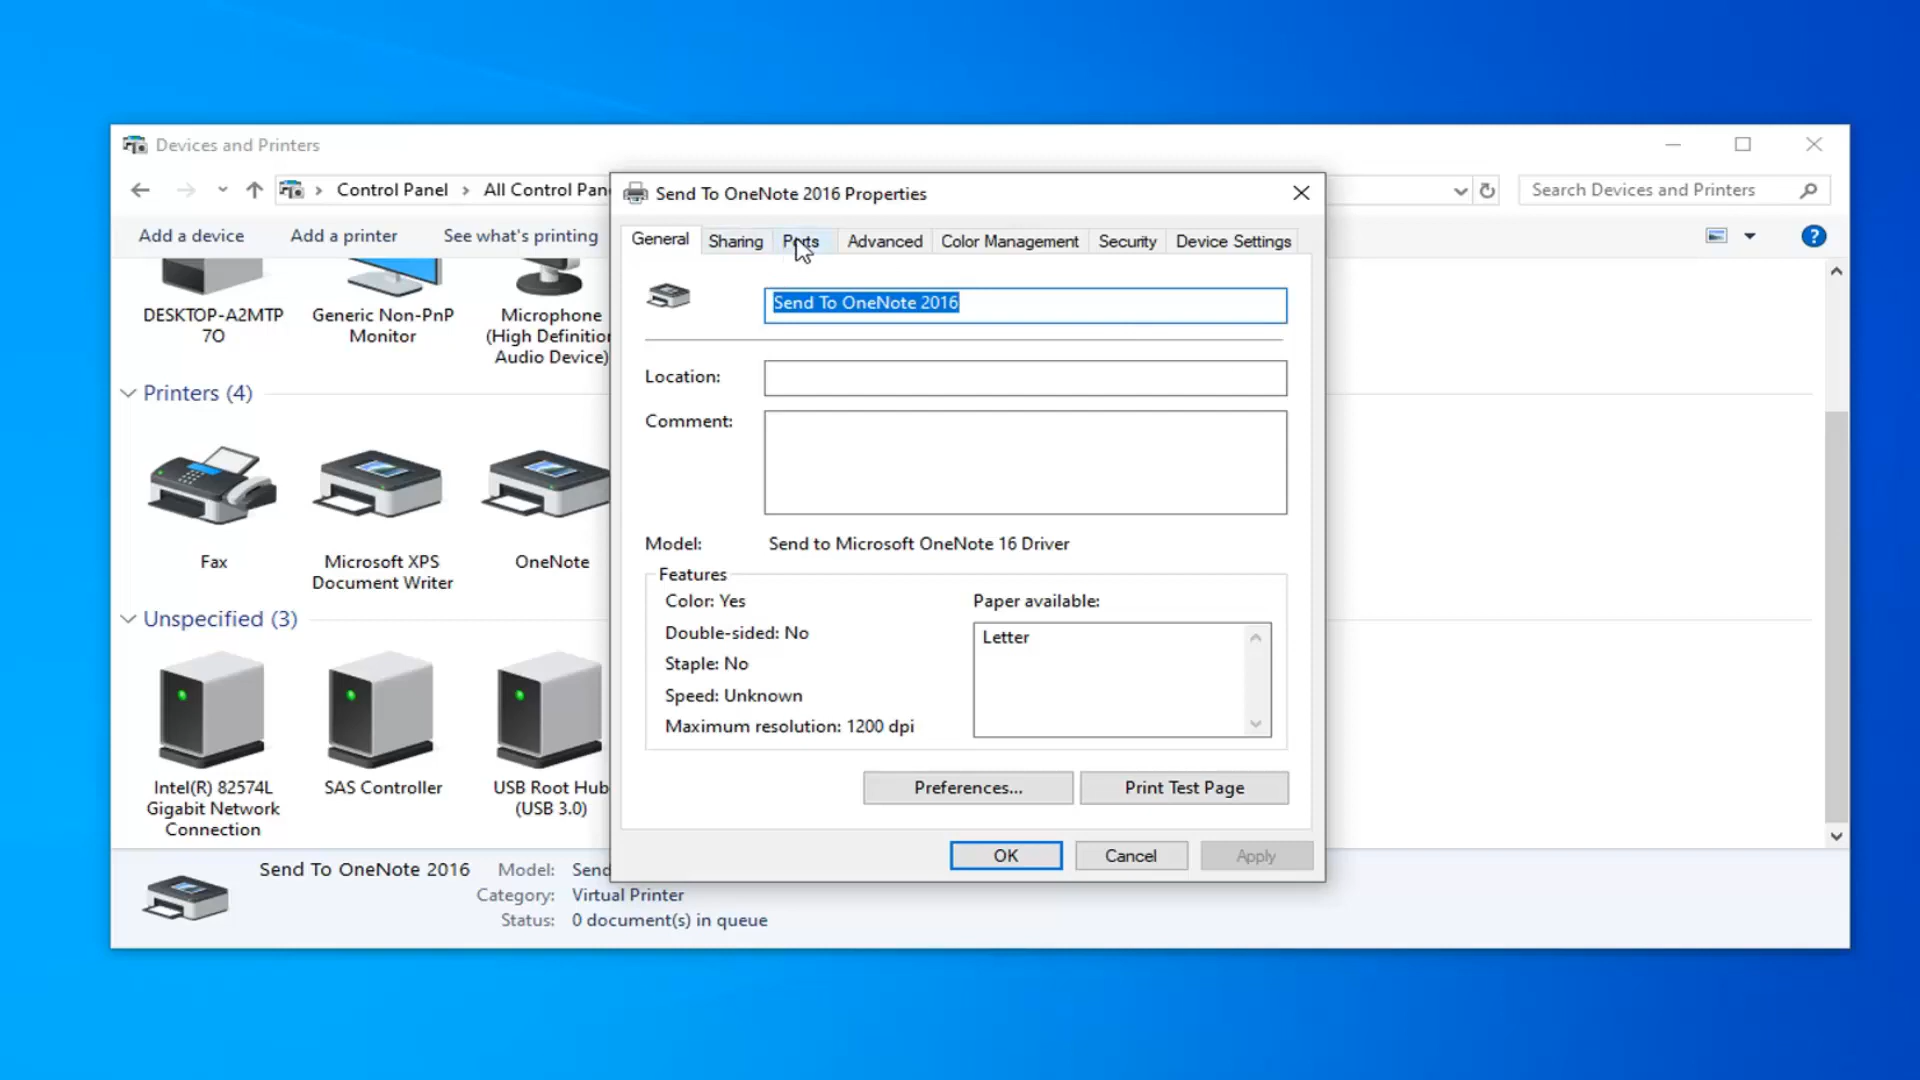 Devices and Printers
Control Panel
All Control Pan
Search Devices and Printers
Add a device
Add a printer
See what's printing
?
DESKTOP-A2MTP
7O
Generic Non-PnP
Monitor
Microphone
(High Definition
Audio Device)
Printers (4)
Fax
Microsoft XPS
Document Writer
OneNote
Unspecified (3)
Intel(R) 82574L
Gigabit Network
Connection
SAS Controller
USB Root Hub
(USB 3.0)
Send To OneNote 2016
Model: Send
Category: Virtual Printer
Status: 0 document(s) in queue
Send To OneNote 2016 Properties
General
Sharing
Ports
Advanced
Color Management
Security
Device Settings
Send To OneNote 2016
Location:
Comment:
Model: Send to Microsoft OneNote 16 Driver
Features
Color: Yes
Double-sided: No
Staple: No
Speed: Unknown
Maximum resolution: 1200 dpi
Paper available:
Letter
Preferences...
Print Test Page
OK
Cancel
Apply